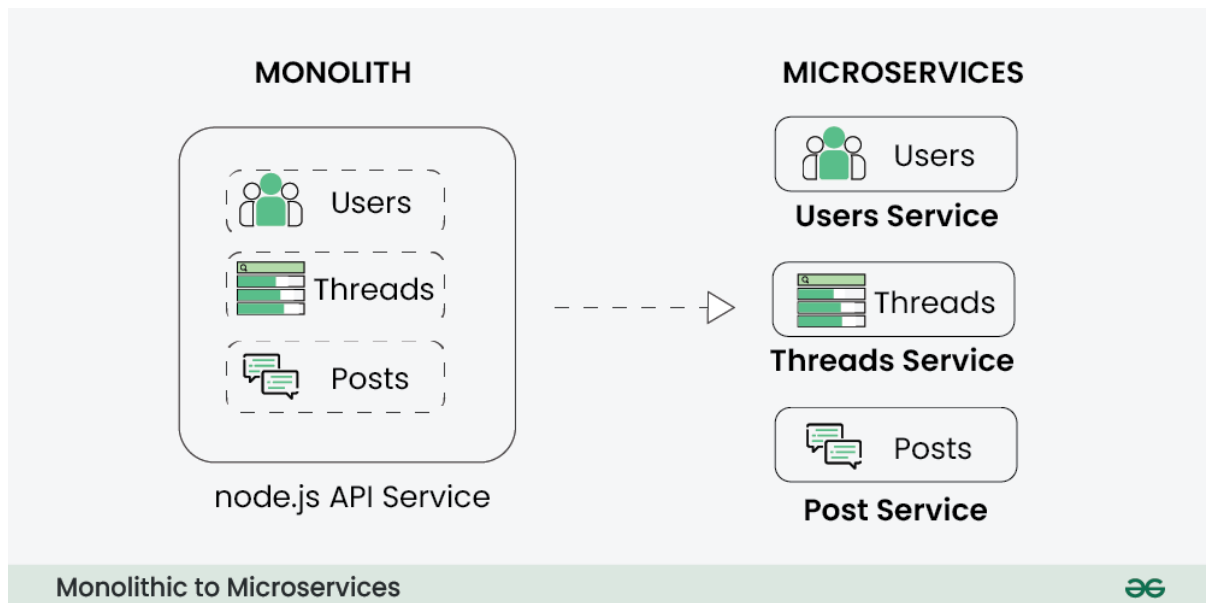 MONOLITH
Users
Threads
Posts
node.js API Service
MICROSERVICES
Users
Users Service
Threads
Threads Service
Posts
Post Service
Monolithic to Microservices